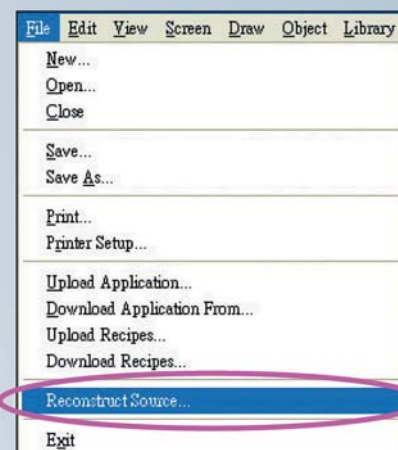 File Edit View Screen Draw Object Library
New...
Open...
Close
Save...
Save As...
Print...
Printer Setup...
Upload Application...
Download Application From...
Upload Recipes...
Download Recipes...
Reconstruct Source...
Exit